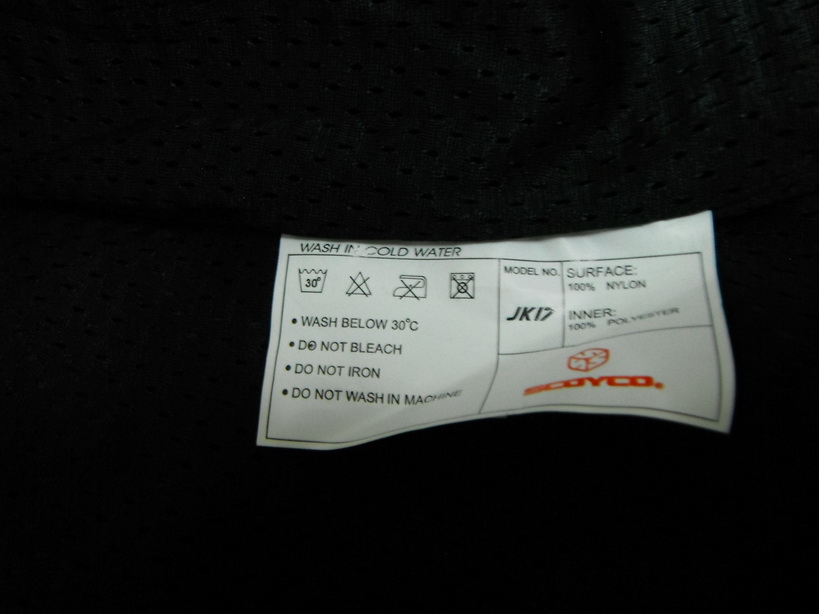 WASH IN COLD WATER
30°
• WASH BELOW 30°C
• DO NOT BLEACH
• DO NOT IRON
• DO NOT WASH IN MACHINE
MODEL NO.
JK17
SURFACE:
100% NYLON
INNER:
100% POLYESTER
SCOYCO®